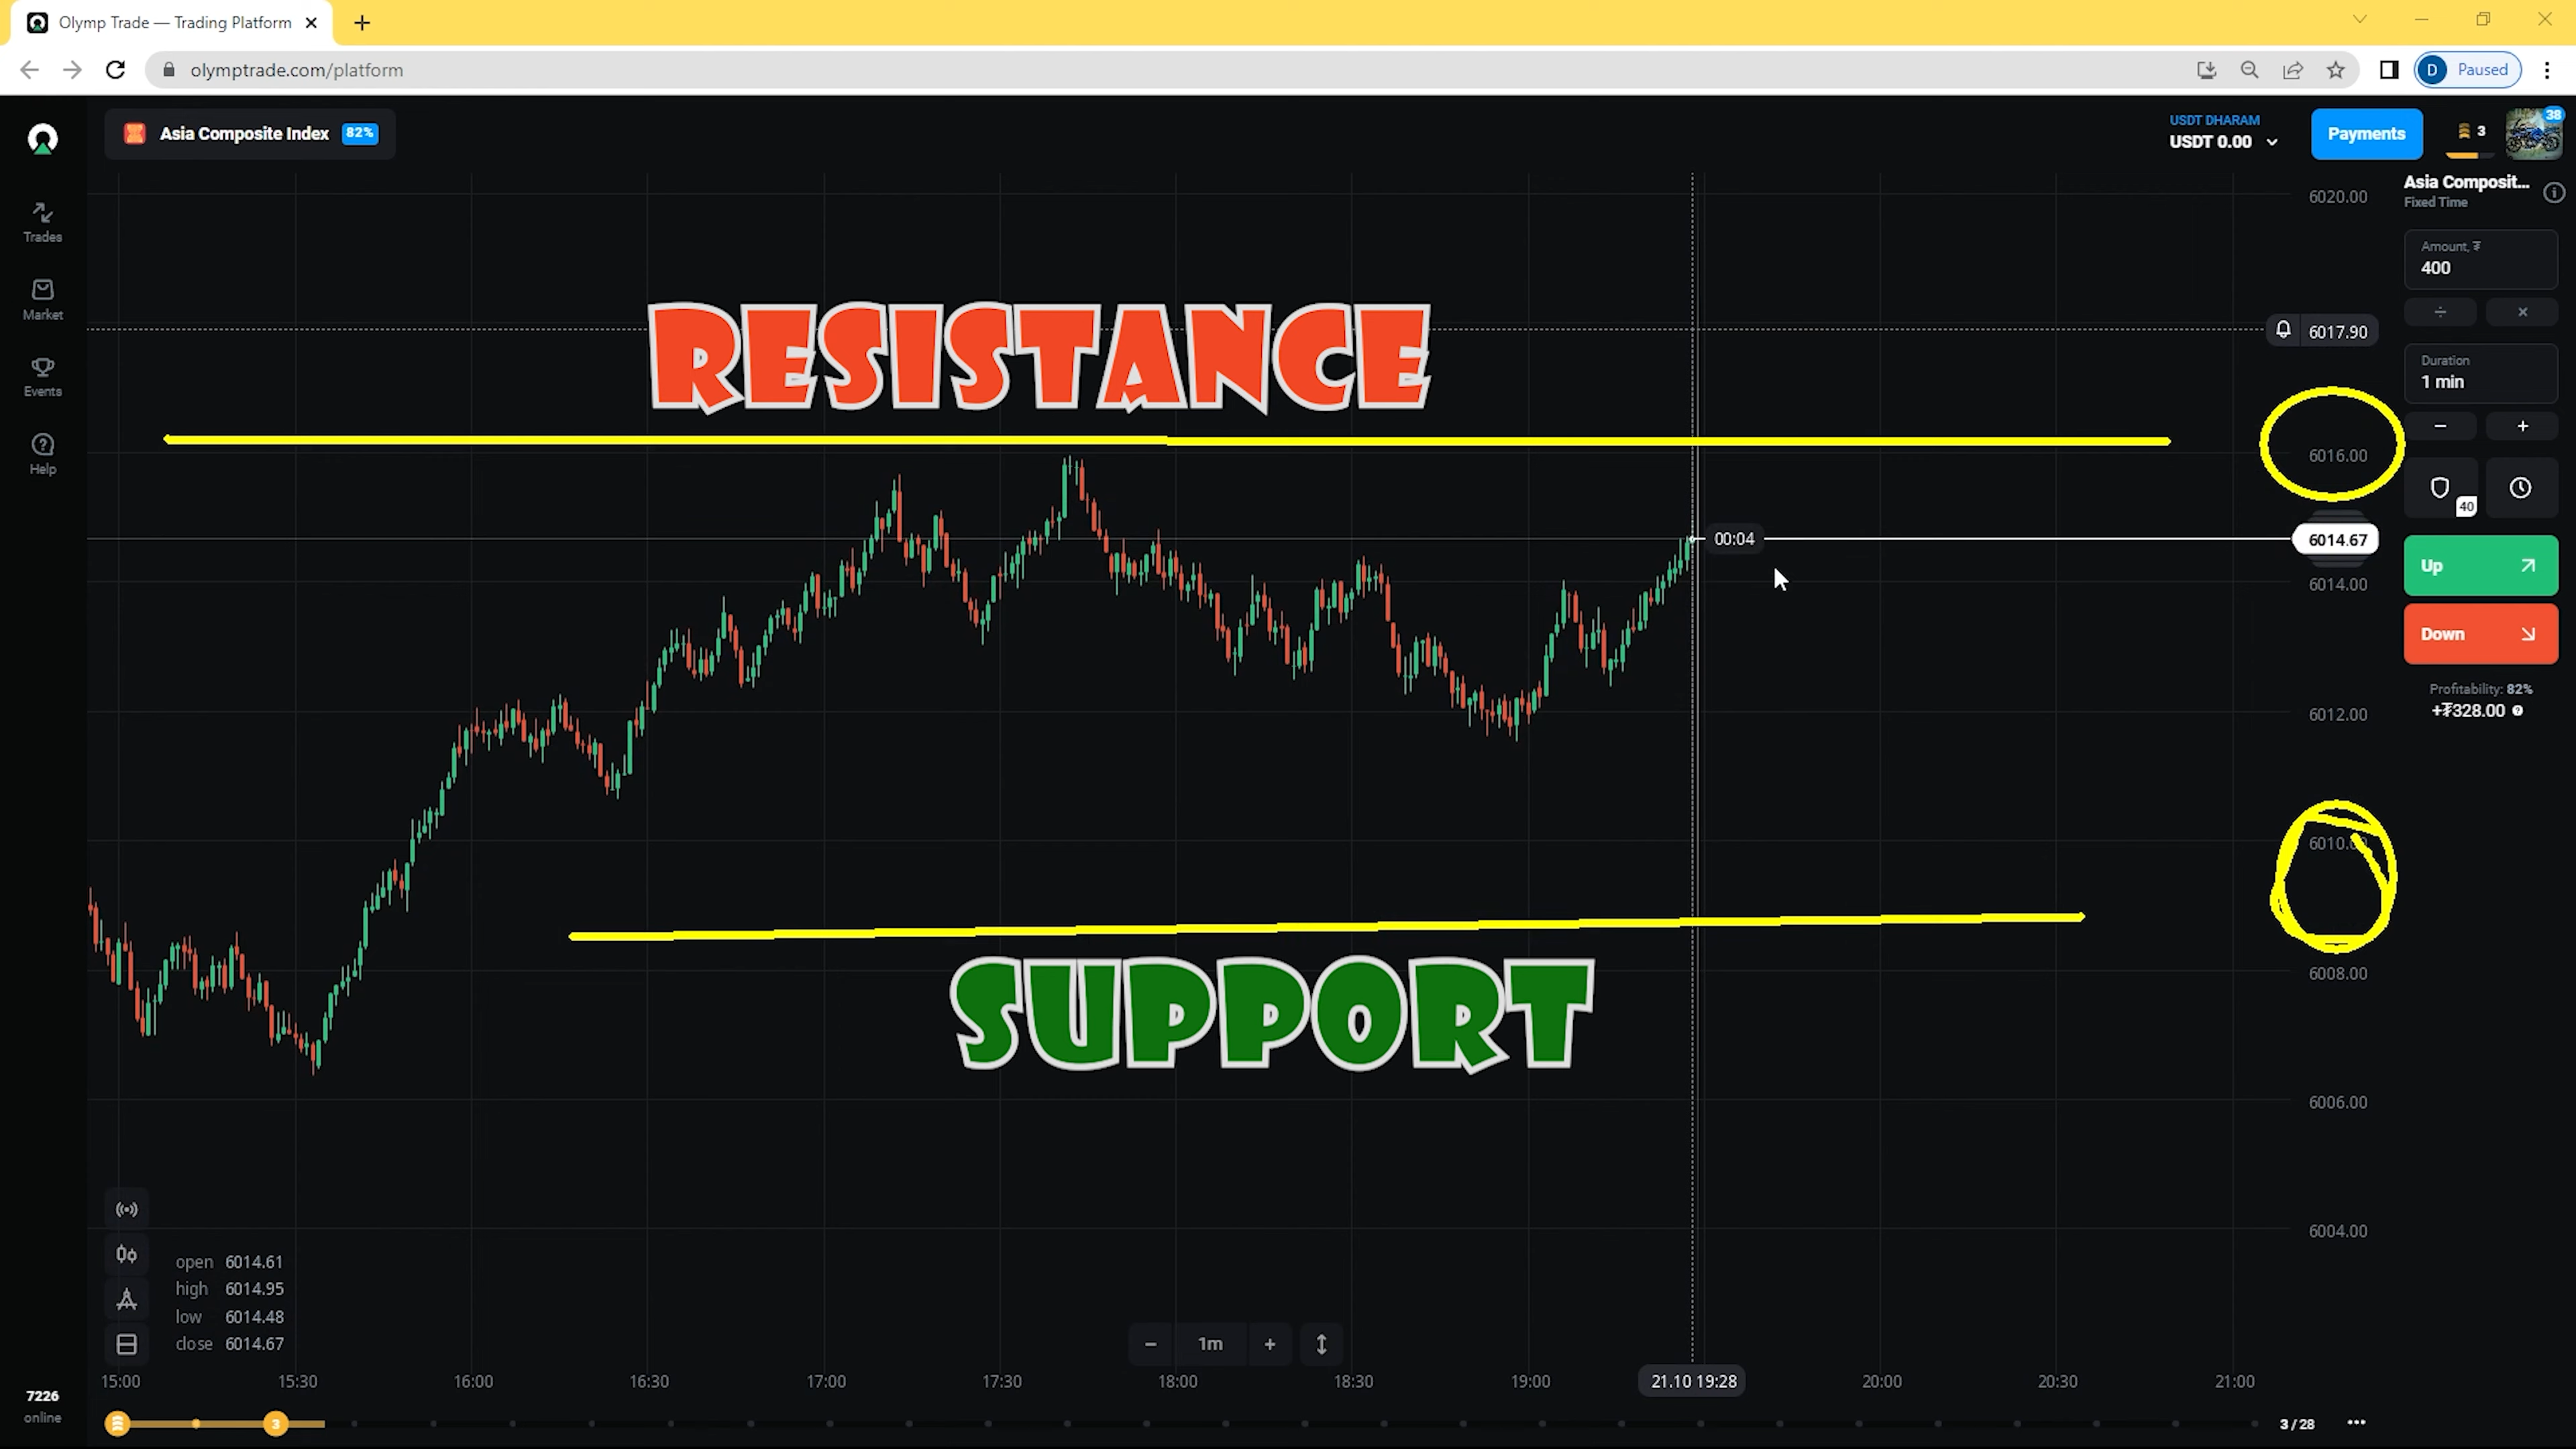 Olymp Trade — Trading Platform
olymptrade.com/platform
D Paused
Asia Composite Index 82%
USDT DHARAM
USDT 0.00
Payments
3
38
Trades
Market
Events
Help
Asia Composit...
Fixed Time
Amount, ₮
400
÷ ×
Duration
1 min
− +
40
Up
Down
Profitability: 82%
+₮328.00
6020.00
6017.90
6016.00
6014.67
6014.00
6012.00
6008.00
6006.00
6004.00
RESISTANCE
00:04
SUPPORT
open 6014.61
high 6014.95
low 6014.48
close 6014.67
− 1m +
15:00 15:30 16:00 16:30 17:00 17:30 18:00 18:30 19:00 21.10 19:28 20:00 20:30 21:00
7226
online
3
3 / 28